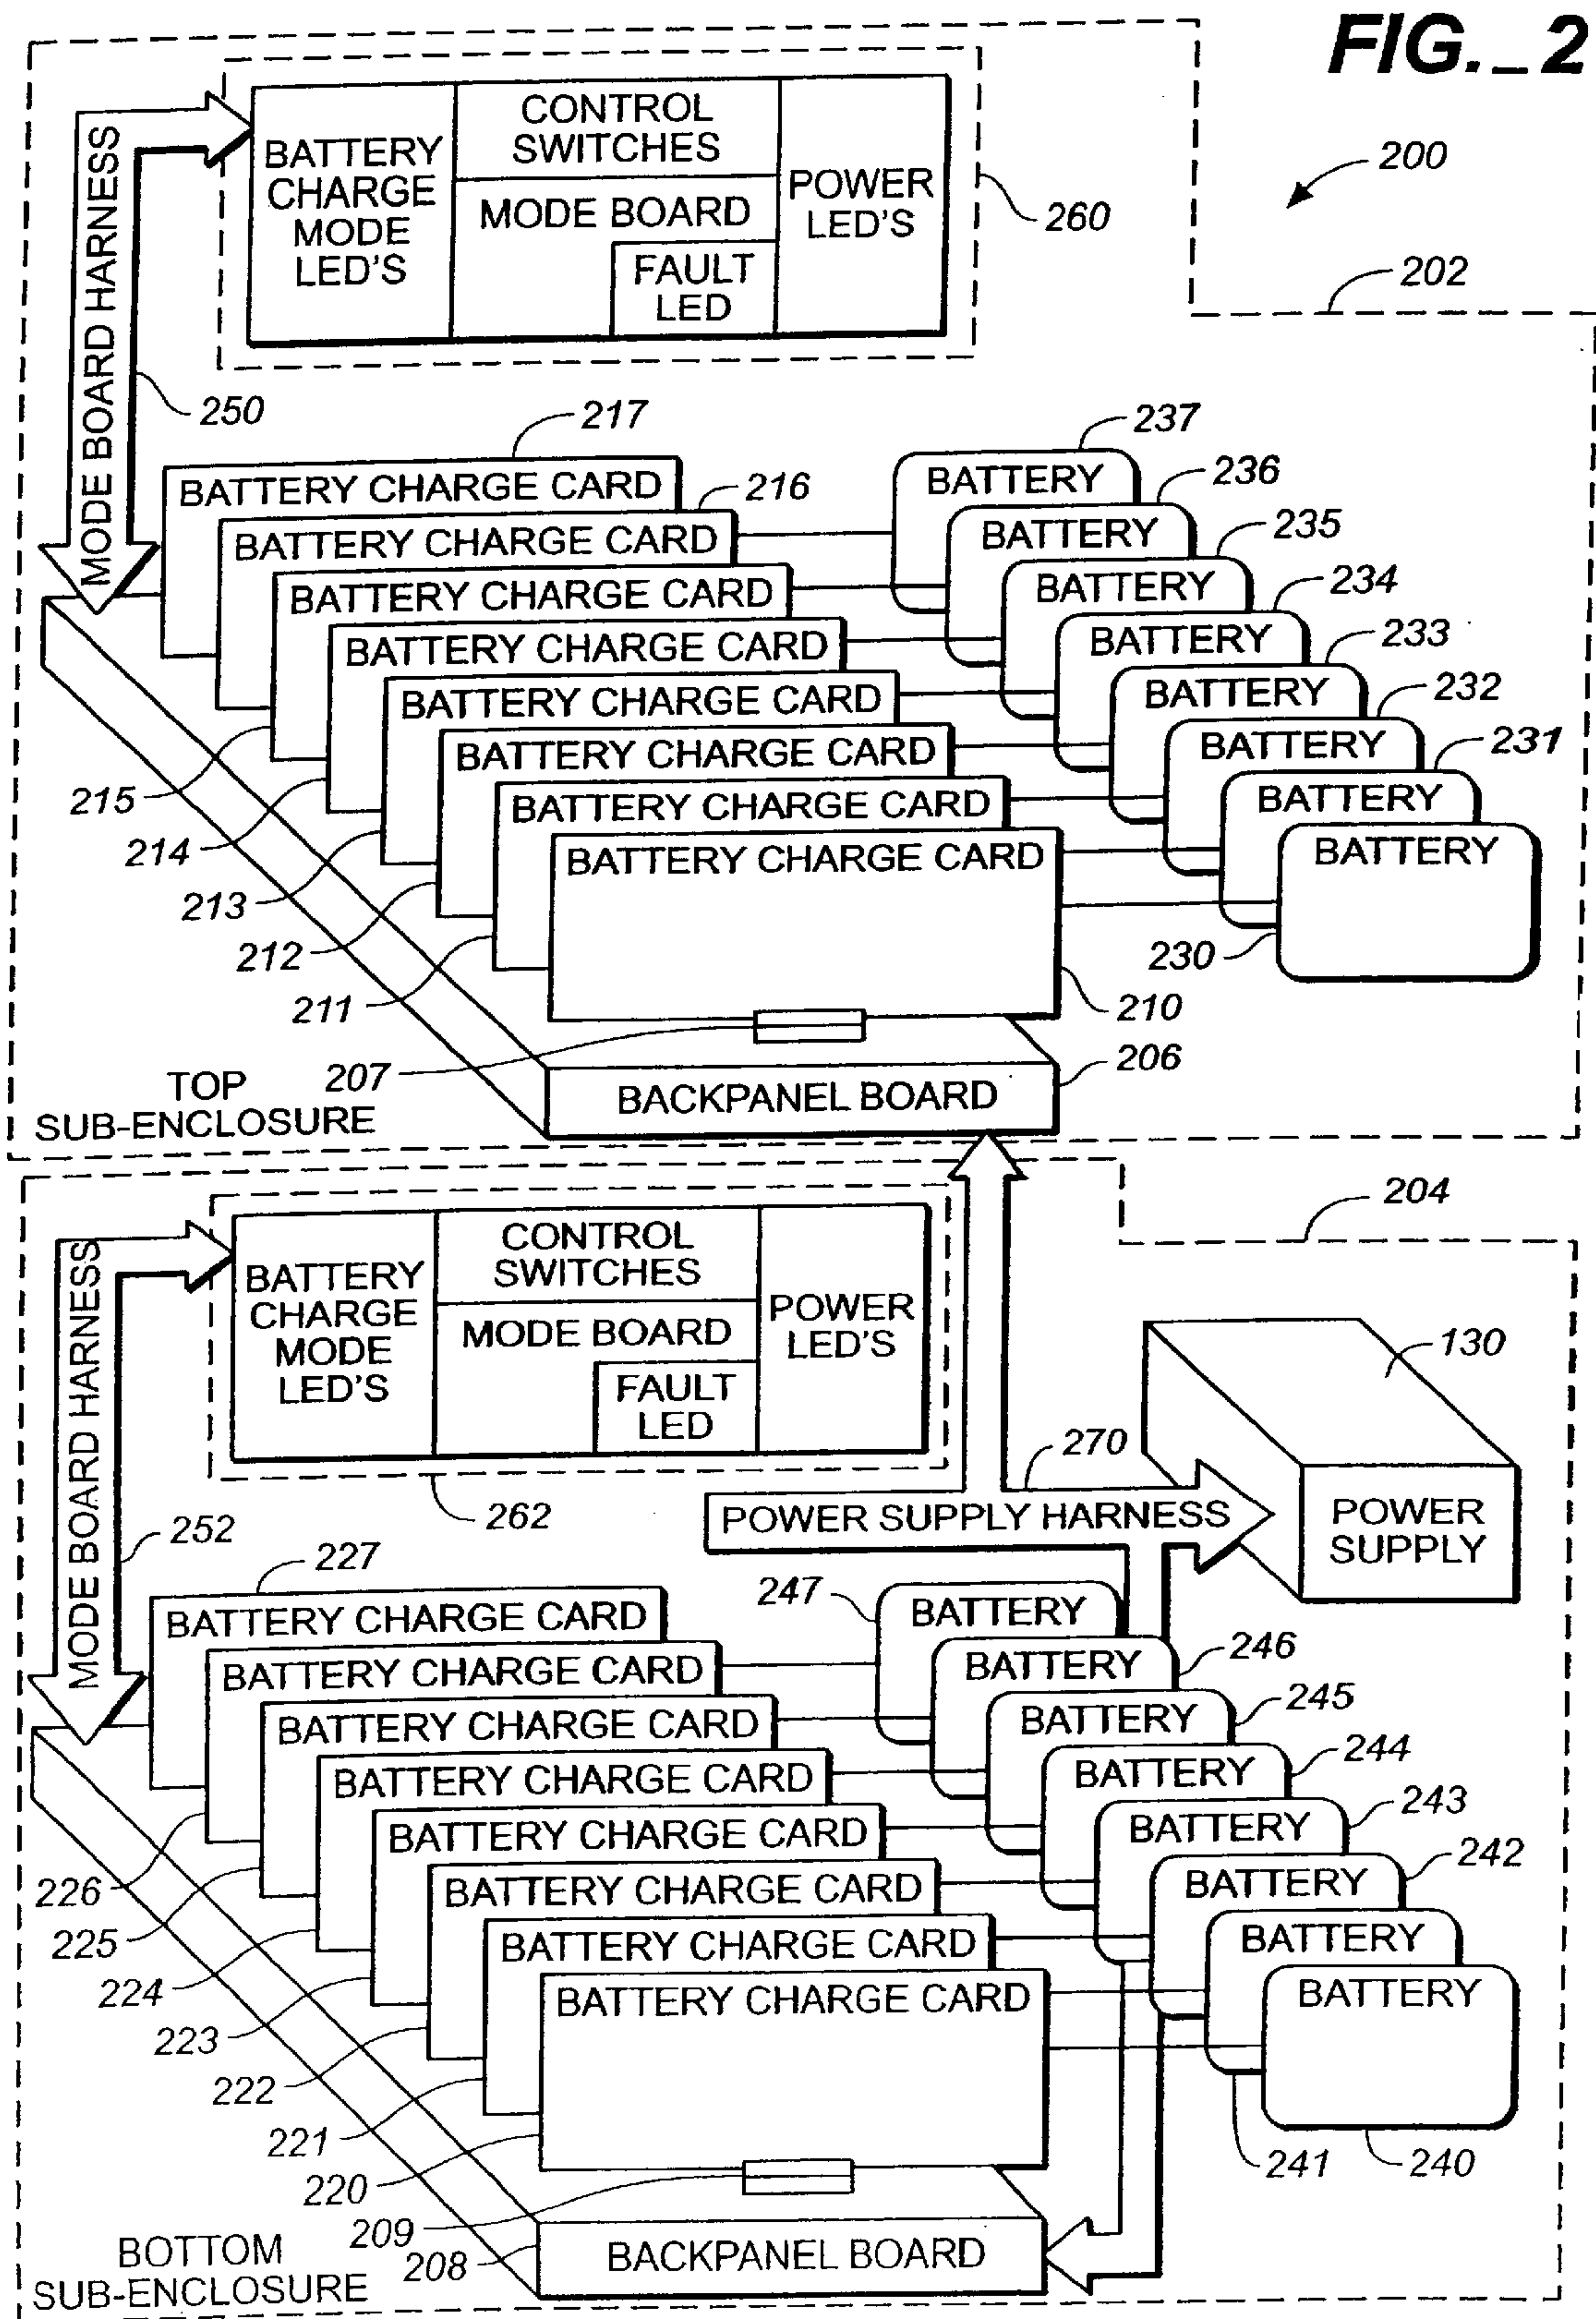 FIG._2
200
202
CONTROL
SWITCHES
BATTERY
CHARGE
MODE
LED'S
MODE BOARD
FAULT
LED
POWER
LED'S
260
MODE BOARD HARNESS
250
217
BATTERY CHARGE CARD
216
BATTERY CHARGE CARD
BATTERY CHARGE CARD
BATTERY CHARGE CARD
BATTERY CHARGE CARD
BATTERY CHARGE CARD
BATTERY CHARGE CARD
BATTERY CHARGE CARD
237
BATTERY
236
BATTERY
235
BATTERY
234
BATTERY
233
BATTERY
232
BATTERY
231
BATTERY
BATTERY
230
215
214
213
212
211
210
207
206
BACKPANEL BOARD
TOP
SUB-ENCLOSURE
204
CONTROL
SWITCHES
BATTERY
CHARGE
MODE
LED'S
MODE BOARD
FAULT
LED
POWER
LED'S
262
MODE BOARD HARNESS
252
130
270
POWER SUPPLY HARNESS
POWER
SUPPLY
227
BATTERY CHARGE CARD
BATTERY CHARGE CARD
BATTERY CHARGE CARD
BATTERY CHARGE CARD
BATTERY CHARGE CARD
BATTERY CHARGE CARD
BATTERY CHARGE CARD
BATTERY CHARGE CARD
247
BATTERY
246
BATTERY
245
BATTERY
244
BATTERY
243
BATTERY
242
BATTERY
BATTERY
BATTERY
241
240
226
225
224
223
222
221
220
209
208
BACKPANEL BOARD
BOTTOM
SUB-ENCLOSURE